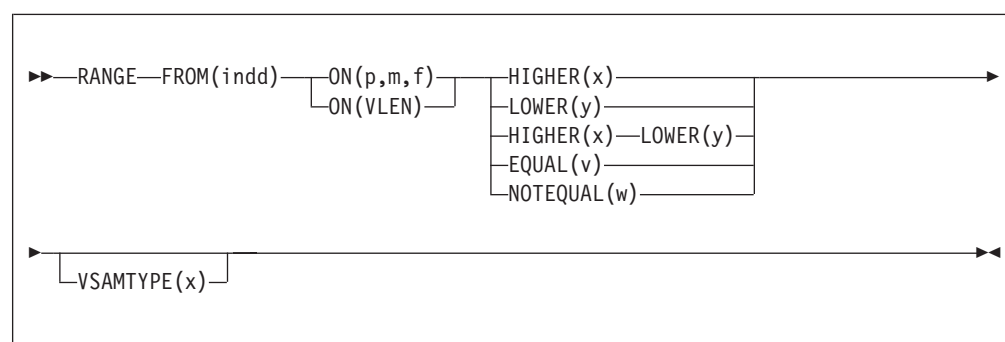 RANGE FROM(indd) ON(p,m,f) HIGHER(x)
ON(VLEN) LOWER(y)
HIGHER(x) LOWER(y)
EQUAL(v)
NOTEQUAL(w)
VSAMTYPE(x)